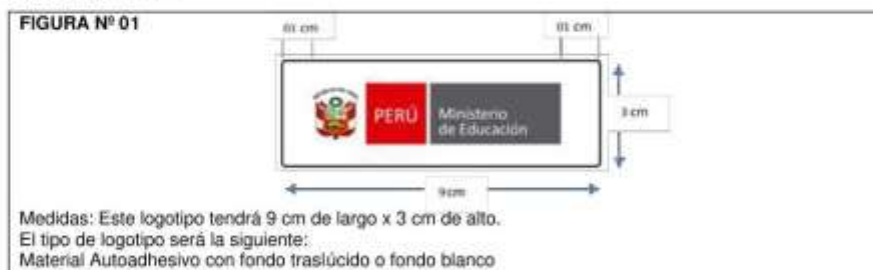 FIGURA Nº 01
01 cm
01 cm
PERÚ
Ministerio
de Educación
3 cm
9 cm
Medidas: Este logotipo tendrá 9 cm de largo x 3 cm de alto.
El tipo de logotipo será la siguiente:
Material Autoadhesivo con fondo traslúcido o fondo blanco